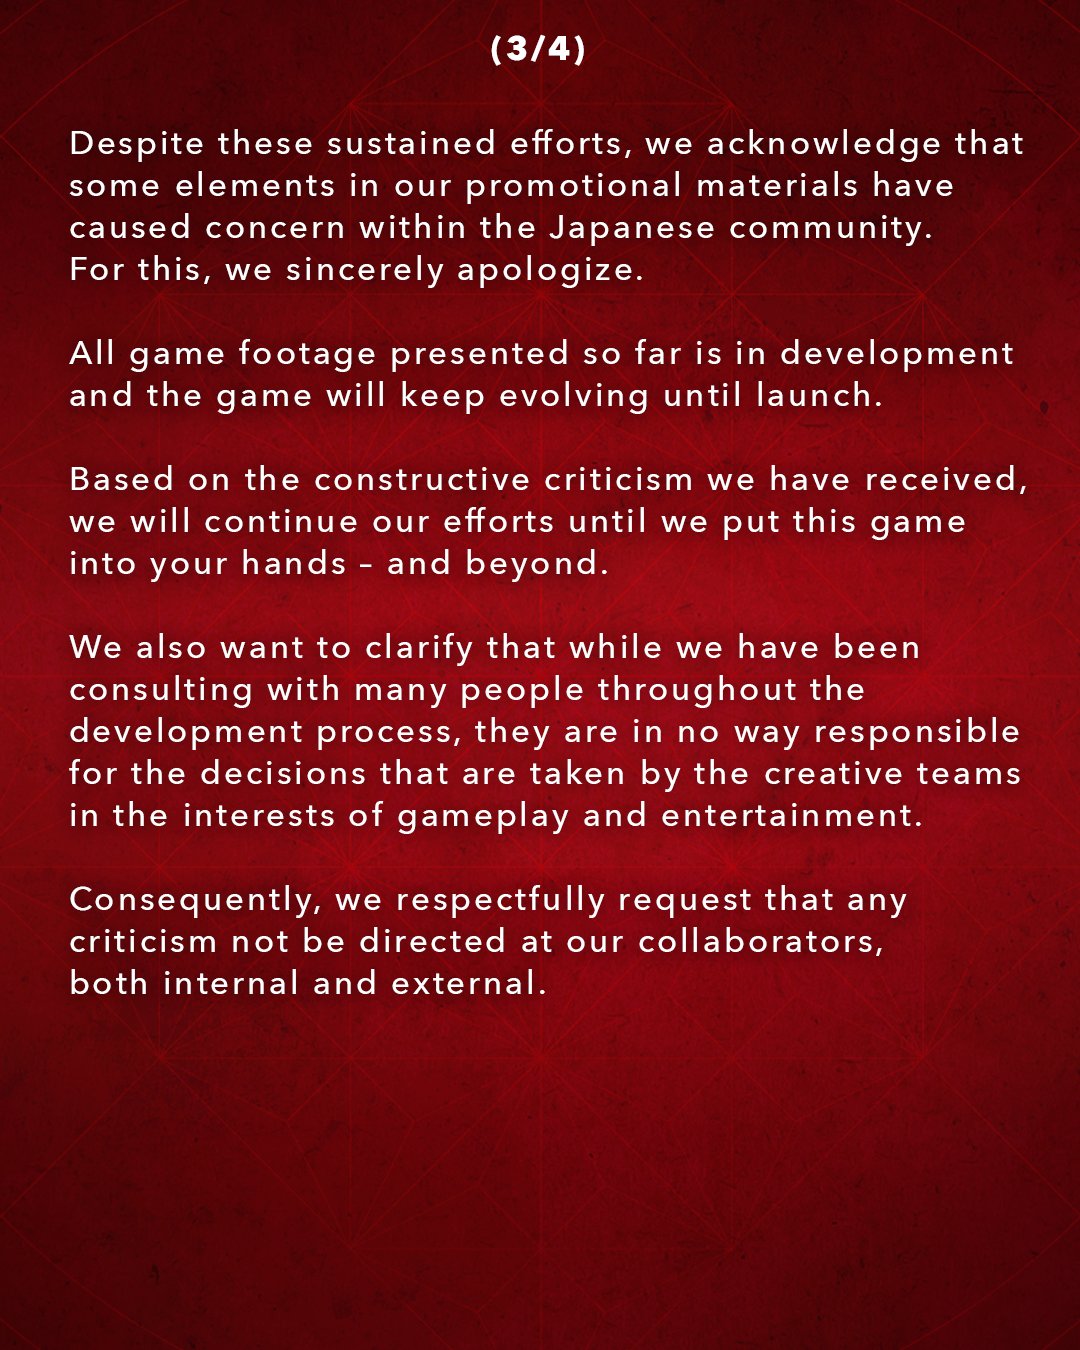 (3/4)
Despite these sustained efforts, we acknowledge that
some elements in our promotional materials have
caused concern within the Japanese community.
For this, we sincerely apologize.
All game footage presented so far is in development
and the game will keep evolving until launch.
Based on the constructive criticism we have received,
we will continue our efforts until we put this game
into your hands – and beyond.
We also want to clarify that while we have been
consulting with many people throughout the
development process, they are in no way responsible
for the decisions that are taken by the creative teams
in the interests of gameplay and entertainment.
Consequently, we respectfully request that any
criticism not be directed at our collaborators,
both internal and external.